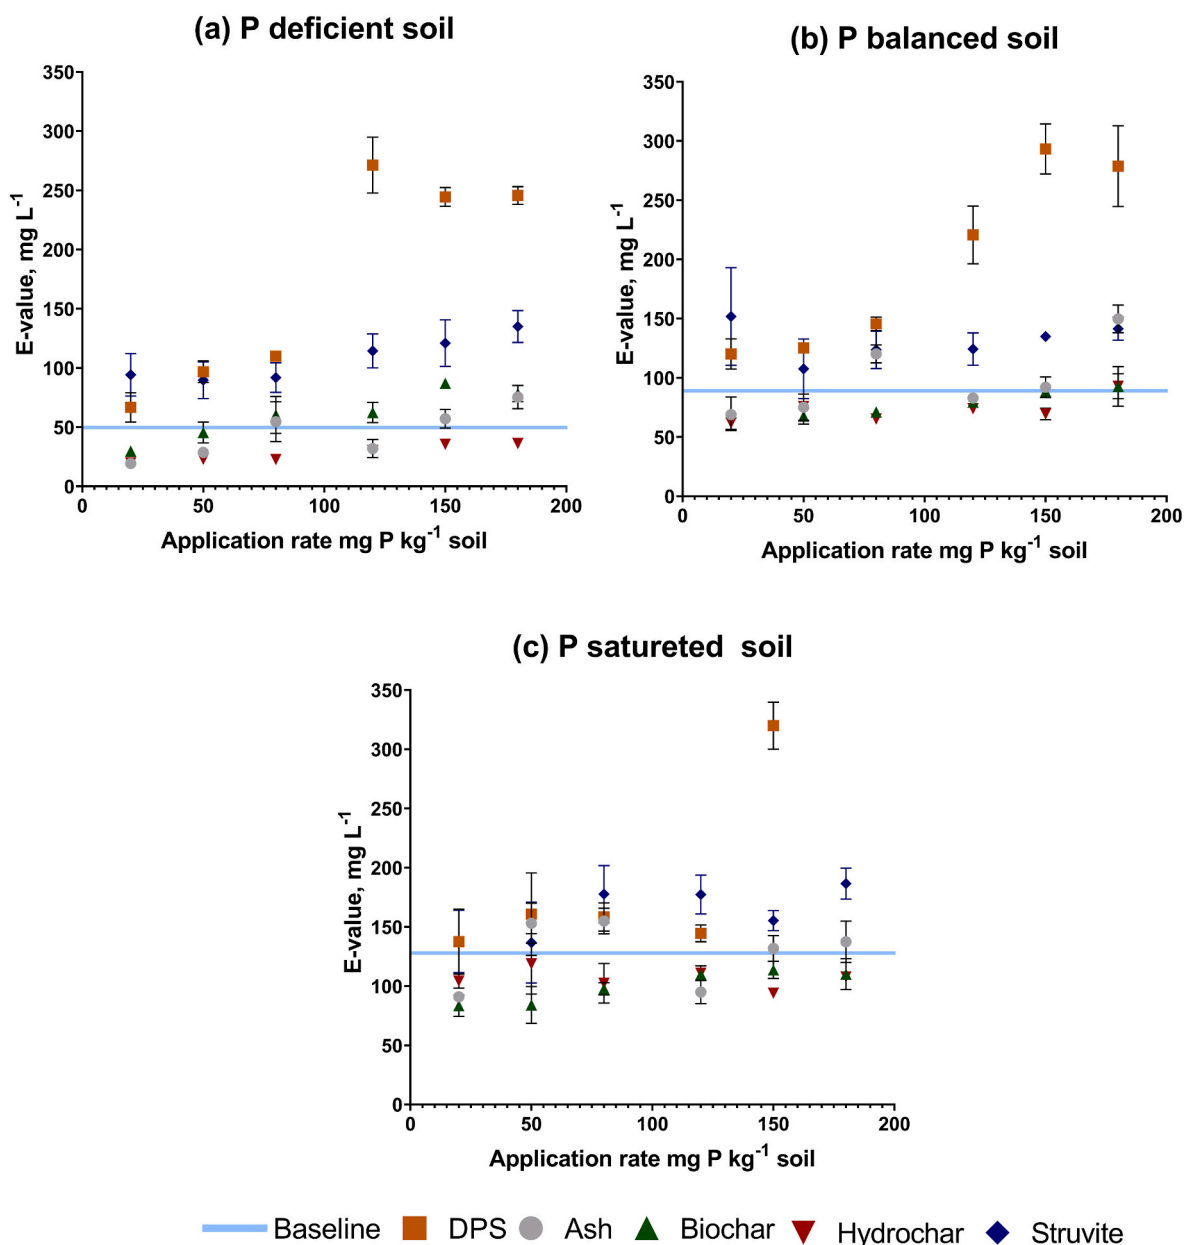 (a) P deficient soil
350
300
250
200
150
100
50
0
E-value, mg L-1
0 50 100 150 200
Application rate mg P kg-1 soil
(b) P balanced soil
350
300
250
200
150
100
50
0
E-value, mg L-1
0 50 100 150 200
Application rate mg P kg-1 soil
(c) P satureted soil
350
300
250
200
150
100
50
0
E-value, mg L-1
0 50 100 150 200
Application rate mg P kg-1 soil
Baseline DPS Ash Biochar Hydrochar Struvite